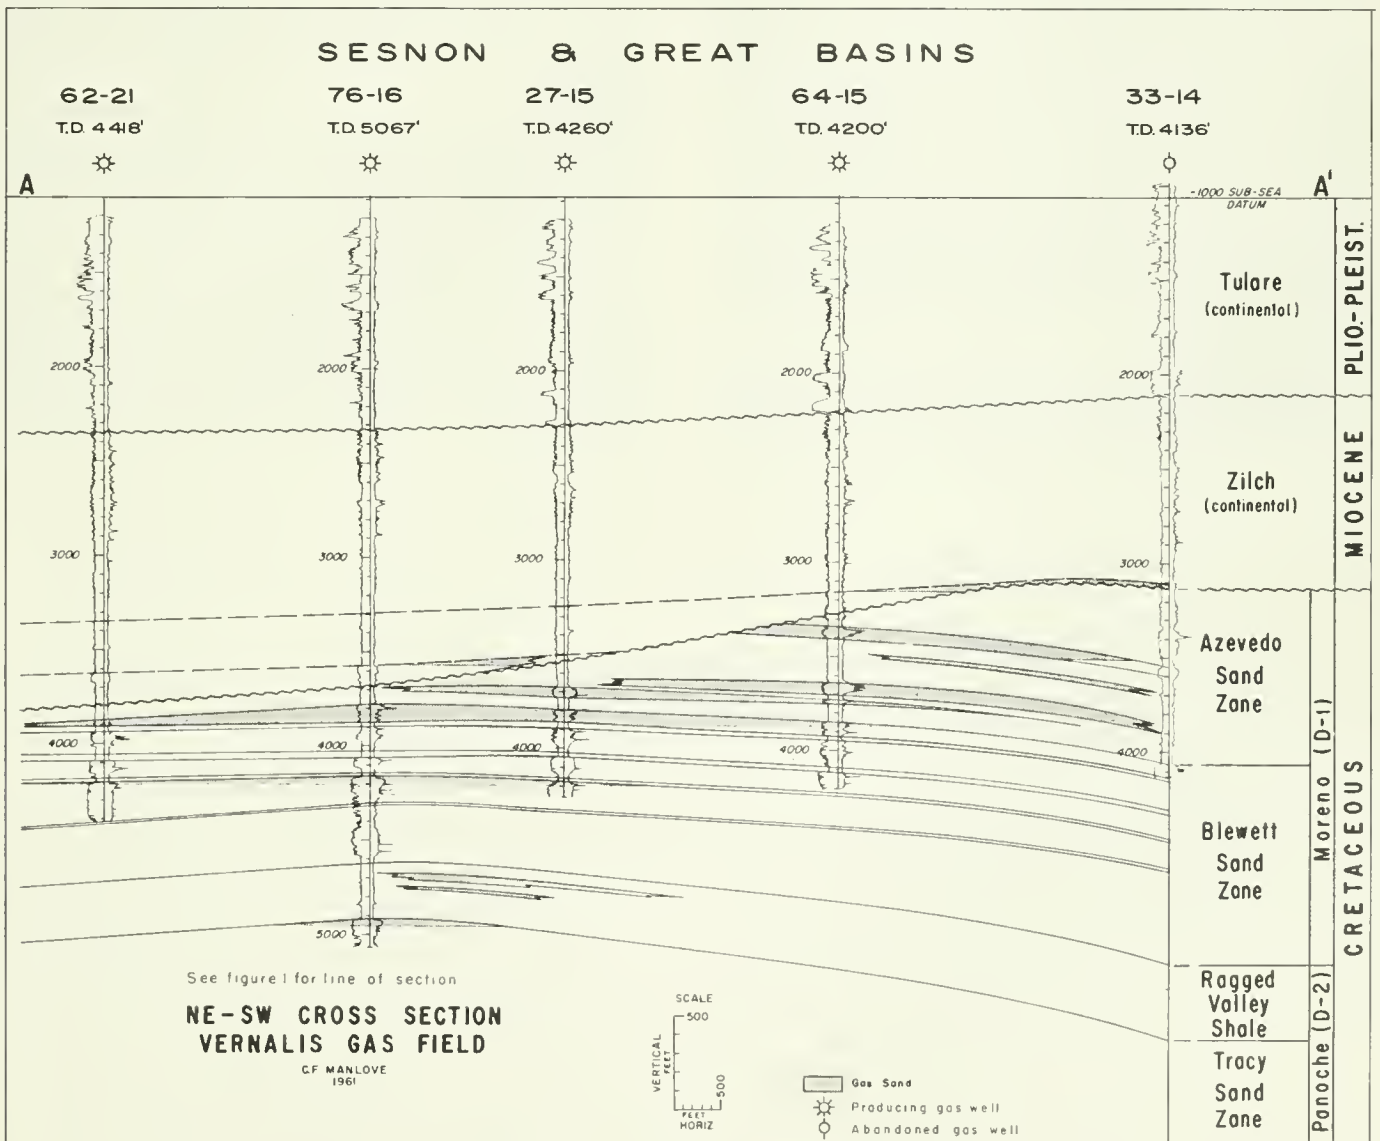 SESNON & GREAT BASINS
62-21 76-16 27-15 64-15 33-14
T.D. 4418' T.D. 5067' T.D. 4260' T.D. 4200' T.D. 4136'
A A'
-1000 SUB-SEA
DATUM
Tulare
(continental)
PLIO.-PLEIST.
2000 2000 2000 2000 2000
Zilch
(continental)
MIOCENE
3000 3000 3000 3000 3000
Azevedo
Sand
Zone
4000 4000 4000 4000 4000
Moreno (D-1)
CRETACEOUS
Blewett
Sand
Zone
5000
Ragged
Valley
Shale
Panoche (D-2)
Tracy
Sand
Zone
See figure 1 for line of section
NE-SW CROSS SECTION
VERNALIS GAS FIELD
C.F. MANLOVE
1961
SCALE
500
VERTICAL
FEET
500
FEET
HORIZ
Gas Sand
Producing gas well
Abandoned gas well